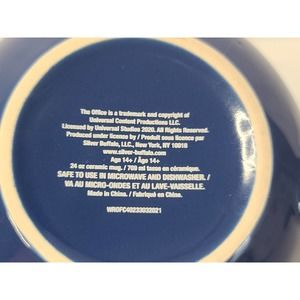 The Office is a trademark and copyright of
Universal Content Productions LLC.
Licensed by Universal Studios 2020. All Rights Reserved.
Produced under license by / Produit sous licence par
Silver Buffalo, LLC., New York, NY 10018
www.silver-buffalo.com
Age 14+ / Âge 14+
24 oz ceramic mug. / 709 ml tasse en céramique.
SAFE TO USE IN MICROWAVE AND DISHWASHER. /
VA AU MICRO-ONDES ET AU LAVE-VAISSELLE.
Made in China. / Fabriqué en Chine.
WROFC40233032021